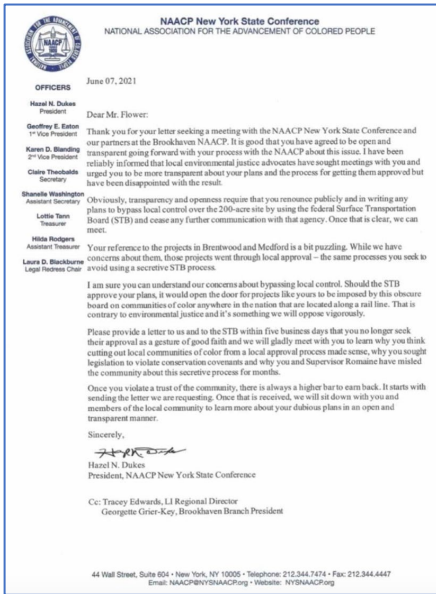 NAACP New York State Conference
NATIONAL ASSOCIATION FOR THE ADVANCEMENT OF COLORED PEOPLE
NAACP
OFFICERS
Hazel N. Dukes
President
Geoffrey E. Eaton
1st Vice President
Karen D. Blanding
2nd Vice President
Claire Theobalds
Secretary
Shanelle Washington
Assistant Secretary
Lottie Tann
Treasurer
Hilda Rodgers
Assistant Treasurer
Laura D. Blackburne
Legal Redress Chair
June 07, 2021
Dear Mr. Flower:
Thank you for your letter seeking a meeting with the NAACP New York State Conference and
our partners at the Brookhaven NAACP. It is good that you have agreed to be open and
transparent going forward with your process with the NAACP about this issue. I have been
reliably informed that local environmental justice advocates have sought meetings with you and
urged you to be more transparent about your plans and the process for getting them approved but
have been disappointed with the result.
Obviously, transparency and openness require that you renounce publicly and in writing any
plans to bypass local control over the 200-acre site by using the federal Surface Transportation
Board (STB) and cease any further communication with that agency. Once that is clear, we can
meet.
Your reference to the projects in Brentwood and Medford is a bit puzzling. While we have
concerns about them, those projects went through local approval – the same processes you seek to
avoid using a secretive STB process.
I am sure you can understand our concerns about bypassing local control. Should the STB
approve your plans, it would open the door for projects like yours to be imposed by this obscure
board on communities of color anywhere in the nation that are located along a rail line. That is
contrary to environmental justice and it's something we will oppose vigorously.
Please provide a letter to us and to the STB within five business days that you no longer seek
their approval as a gesture of good faith and we will gladly meet with you to learn why you think
cutting out local communities of color from a local approval process made sense, why you sought
legislation to violate conservation covenants and why you and Supervisor Romaine have misled
the community about this secretive process for months.
Once you violate a trust of the community, there is always a higher bar to earn back. It starts with
sending the letter we are requesting. Once that is received, we will sit down with you and
members of the local community to learn more about your dubious plans in an open and
transparent manner.
Sincerely,
Hazel N. Dukes
President, NAACP New York State Conference
Cc: Tracey Edwards, LI Regional Director
Georgette Grier-Key, Brookhaven Branch President
44 Wall Street, Suite 604 • New York, NY 10005 • Telephone: 212.344.7474 • Fax: 212.344.4447
Email: NAACP@NYSNAACP.org • Website: NYSNAACP.org